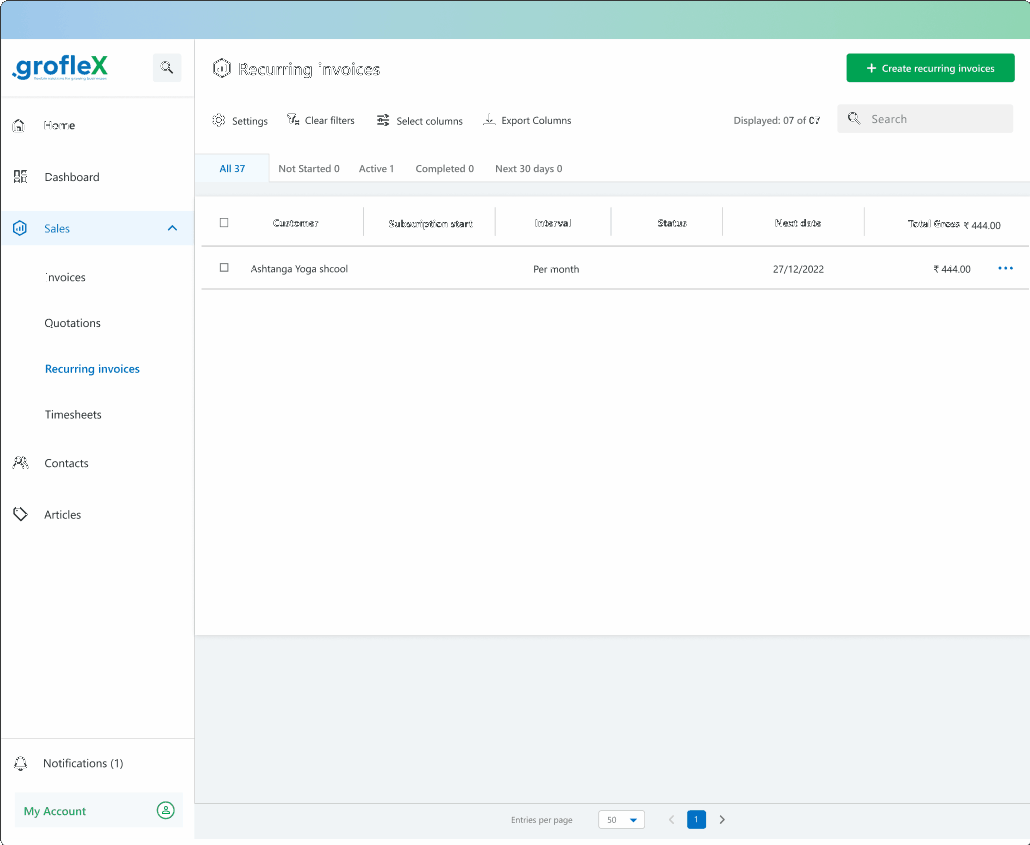 .groflex
Recurring invoices
+ Create recurring invoices
Settings
Clear filters
Select columns
Export Columns
Displayed: 07 of 07
Search
All 37
Not Started 0
Active 1
Completed 0
Next 30 days 0
Customer
Subscription start
Interval
Status
Next date
Total Gross ₹ 444.00
Ashtanga Yoga shcool
Per month
27/12/2022
₹ 444.00
Home
Dashboard
Sales
Invoices
Quotations
Recurring invoices
Timesheets
Contacts
Articles
Notifications (1)
My Account
Entries per page
50
1